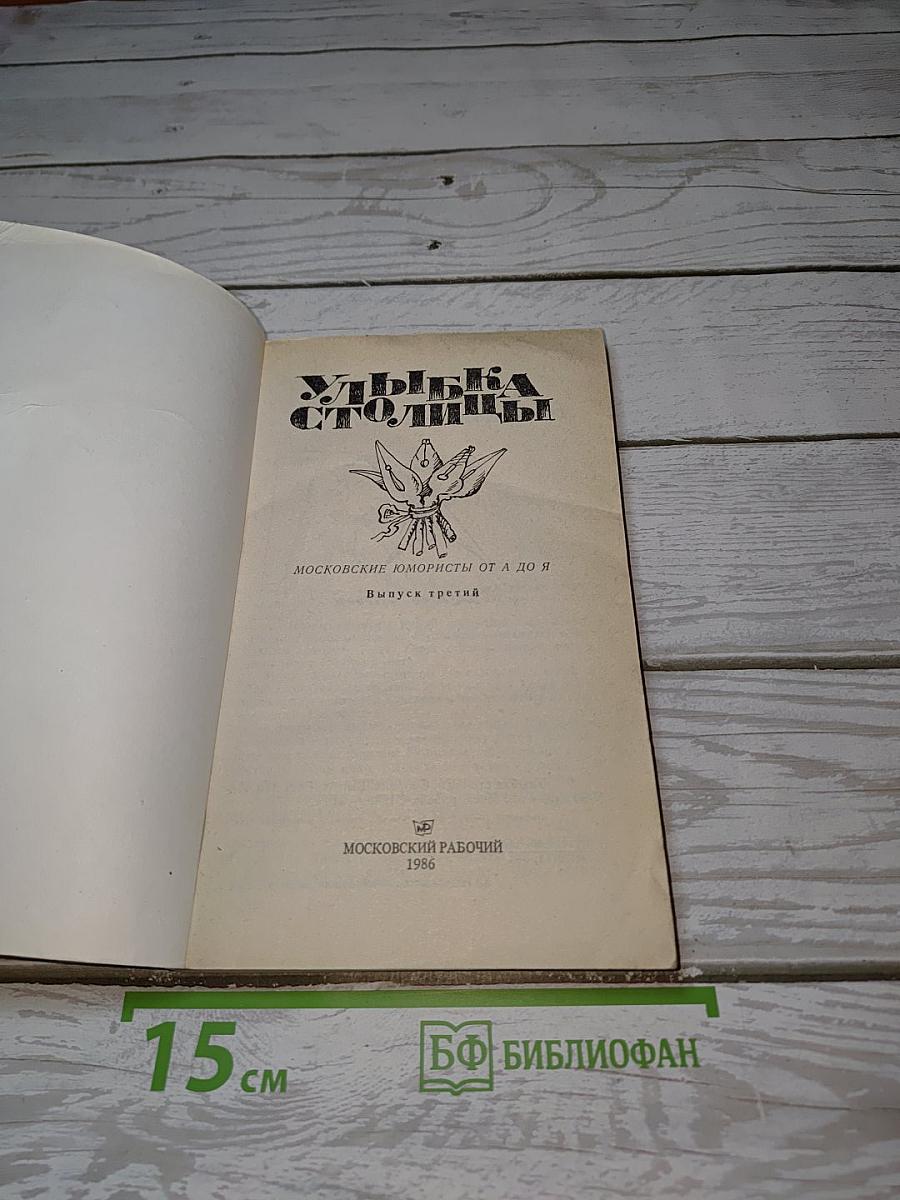 УЛЫБКА
СТОЛИЦЫ
МОСКОВСКИЕ ЮМОРИСТЫ ОТ А ДО Я
Выпуск третий
МР
МОСКОВСКИЙ РАБОЧИЙ
1986
15 см
БФ БИБЛИОФАН